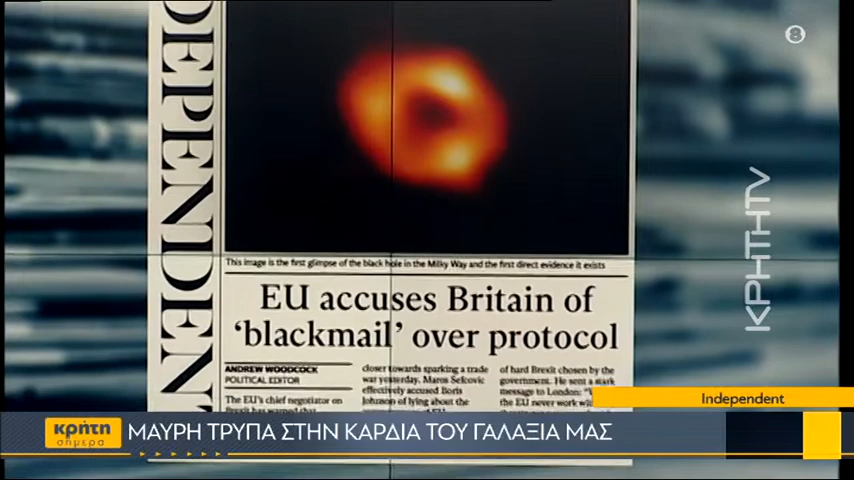 DEPENDENT
8
ΚΡΗΤΗTV
This image is the first glimpse of the black hole in the Milky Way and the first direct evidence it exists
EU accuses Britain of
‘blackmail’ over protocol
ANDREW WOODCOCK
POLITICAL EDITOR
The EU's chief negotiator on
closer towards sparking a trade
war yesterday. Maros Sefcovic
effectively accused Boris
Johnson of lying about the
of hard Brexit chosen by the
government. He sent a stark
message to London:
the EU never work
Independent
κρήτη
σήμερα
ΜΑΥΡΗ ΤΡΥΠΑ ΣΤΗΝ ΚΑΡΔΙΑ ΤΟΥ ΓΑΛΑΞΙΑ ΜΑΣ